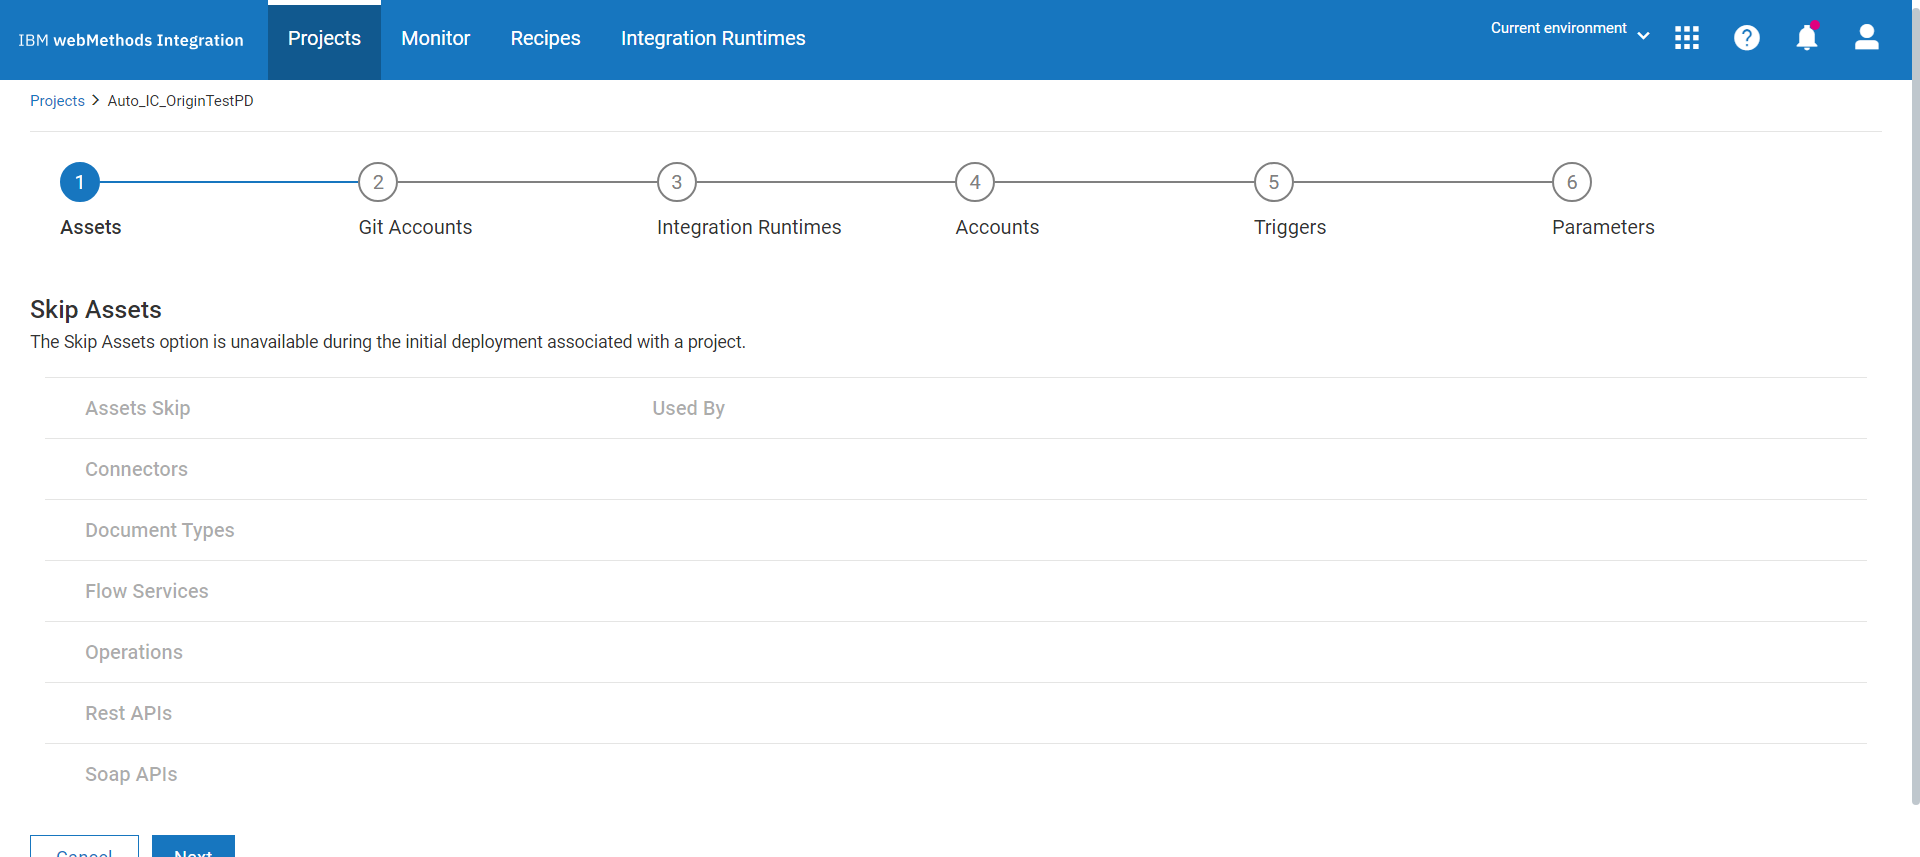 IBM webMethods Integration Projects Monitor Recipes Integration Runtimes Current environment
Projects > Auto_IC_OriginTestPD
1 2 3 4 5 6
Assets Git Accounts Integration Runtimes Accounts Triggers Parameters
Skip Assets
The Skip Assets option is unavailable during the initial deployment associated with a project.
Assets Skip Used By
Connectors
Document Types
Flow Services
Operations
Rest APIs
Soap APIs
Cancel Next